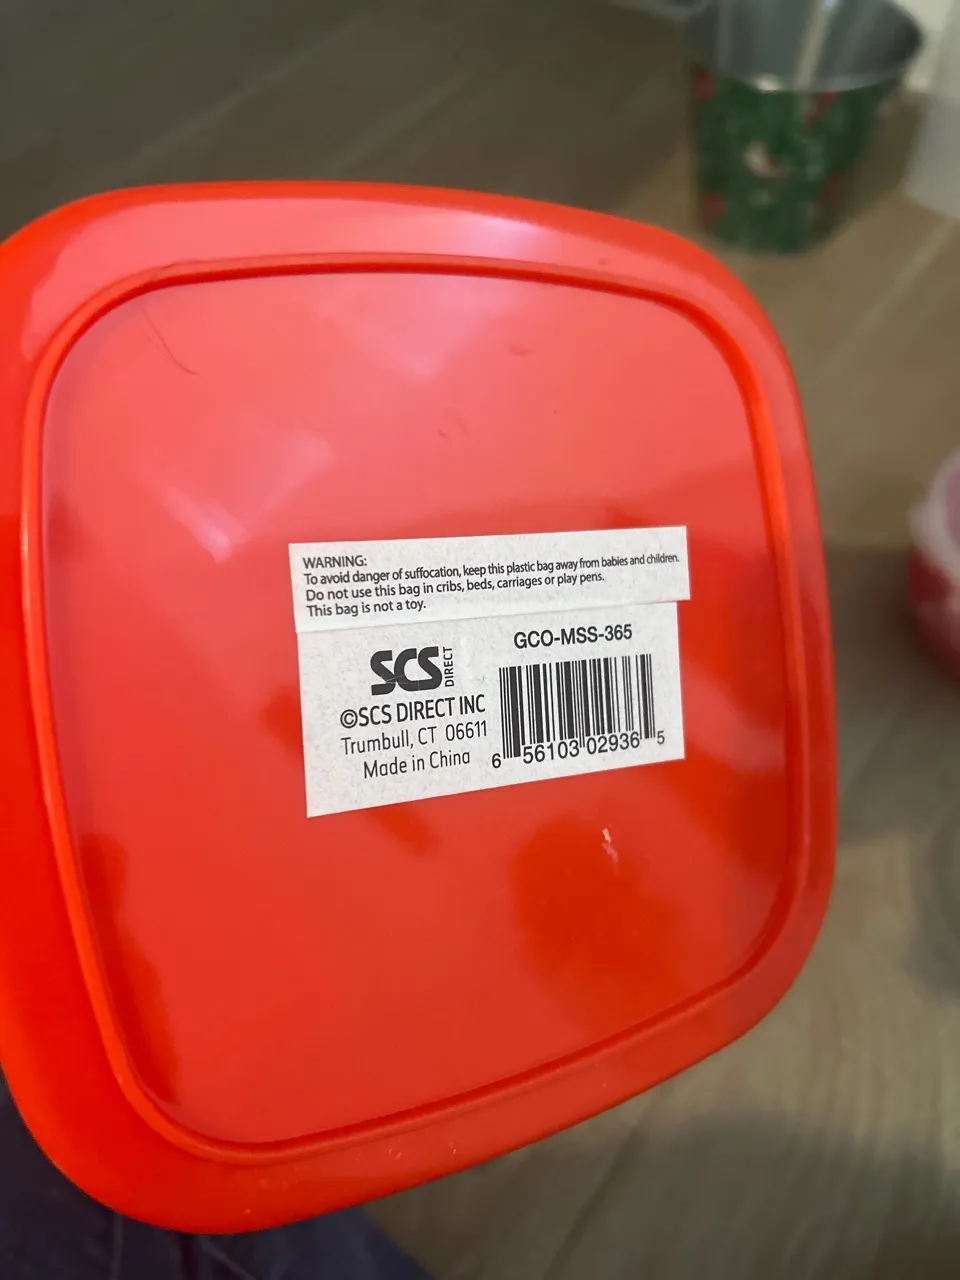 WARNING:
To avoid danger of suffocation, keep this plastic bag away from babies and children.
Do not use this bag in cribs, beds, carriages or play pens.
This bag is not a toy.
SCS DIRECT
©SCS DIRECT INC
Trumbull, CT 06611
Made in China
GCO-MSS-365
6 56103 02936 5